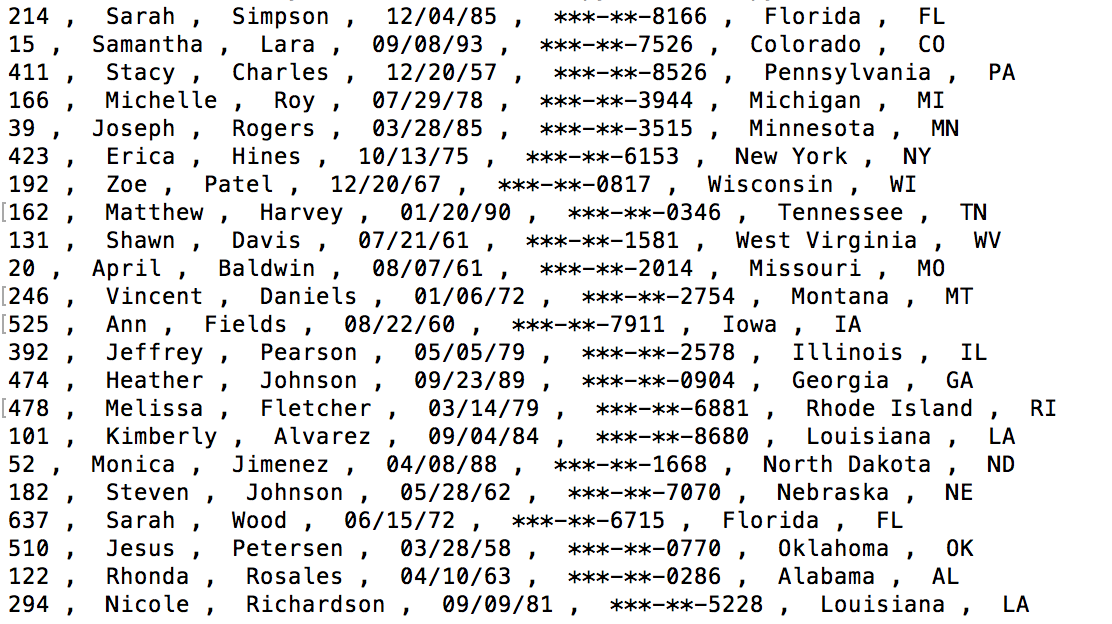 214 ,  Sarah ,  Simpson ,  12/04/85 ,  ***-**-8166 ,  Florida ,  FL
15 ,  Samantha ,  Lara ,  09/08/93 ,  ***-**-7526 ,  Colorado ,  CO
411 ,  Stacy ,  Charles ,  12/20/57 ,  ***-**-8526 ,  Pennsylvania ,  PA
166 ,  Michelle ,  Roy ,  07/29/78 ,  ***-**-3944 ,  Michigan ,  MI
39 ,  Joseph ,  Rogers ,  03/28/85 ,  ***-**-3515 ,  Minnesota ,  MN
423 ,  Erica ,  Hines ,  10/13/75 ,  ***-**-6153 ,  New York ,  NY
192 ,  Zoe ,  Patel ,  12/20/67 ,  ***-**-0817 ,  Wisconsin ,  WI
[162 ,  Matthew ,  Harvey ,  01/20/90 ,  ***-**-0346 ,  Tennessee ,  TN
131 ,  Shawn ,  Davis ,  07/21/61 ,  ***-**-1581 ,  West Virginia ,  WV
20 ,  April ,  Baldwin ,  08/07/61 ,  ***-**-2014 ,  Missouri ,  MO
[246 ,  Vincent ,  Daniels ,  01/06/72 ,  ***-**-2754 ,  Montana ,  MT
[525 ,  Ann ,  Fields ,  08/22/60 ,  ***-**-7911 ,  Iowa ,  IA
392 ,  Jeffrey ,  Pearson ,  05/05/79 ,  ***-**-2578 ,  Illinois ,  IL
474 ,  Heather ,  Johnson ,  09/23/89 ,  ***-**-0904 ,  Georgia ,  GA
[478 ,  Melissa ,  Fletcher ,  03/14/79 ,  ***-**-6881 ,  Rhode Island ,  RI
101 ,  Kimberly ,  Alvarez ,  09/04/84 ,  ***-**-8680 ,  Louisiana ,  LA
52 ,  Monica ,  Jimenez ,  04/08/88 ,  ***-**-1668 ,  North Dakota ,  ND
182 ,  Steven ,  Johnson ,  05/28/62 ,  ***-**-7070 ,  Nebraska ,  NE
637 ,  Sarah ,  Wood ,  06/15/72 ,  ***-**-6715 ,  Florida ,  FL
510 ,  Jesus ,  Petersen ,  03/28/58 ,  ***-**-0770 ,  Oklahoma ,  OK
122 ,  Rhonda ,  Rosales ,  04/10/63 ,  ***-**-0286 ,  Alabama ,  AL
294 ,  Nicole ,  Richardson ,  09/09/81 ,  ***-**-5228 ,  Louisiana ,  LA